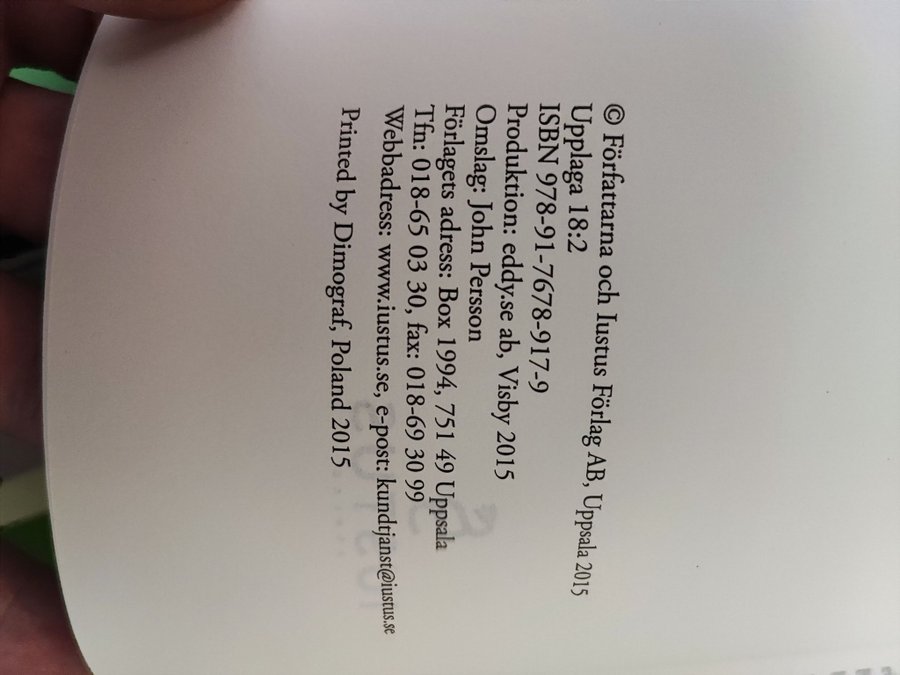 © Författarna och Iustus Förlag AB, Uppsala 2015
Upplaga 18:2
ISBN 978-91-7678-917-9
Produktion: eddy.se ab, Visby 2015
Omslag: John Persson
Förlagets adress: Box 1994, 751 49 Uppsala
Tfn: 018-65 03 30, fax: 018-69 30 99
Webbadress: www.iustus.se, e-post: kundtjanst@iustus.se
Printed by Dimograf, Poland 2015